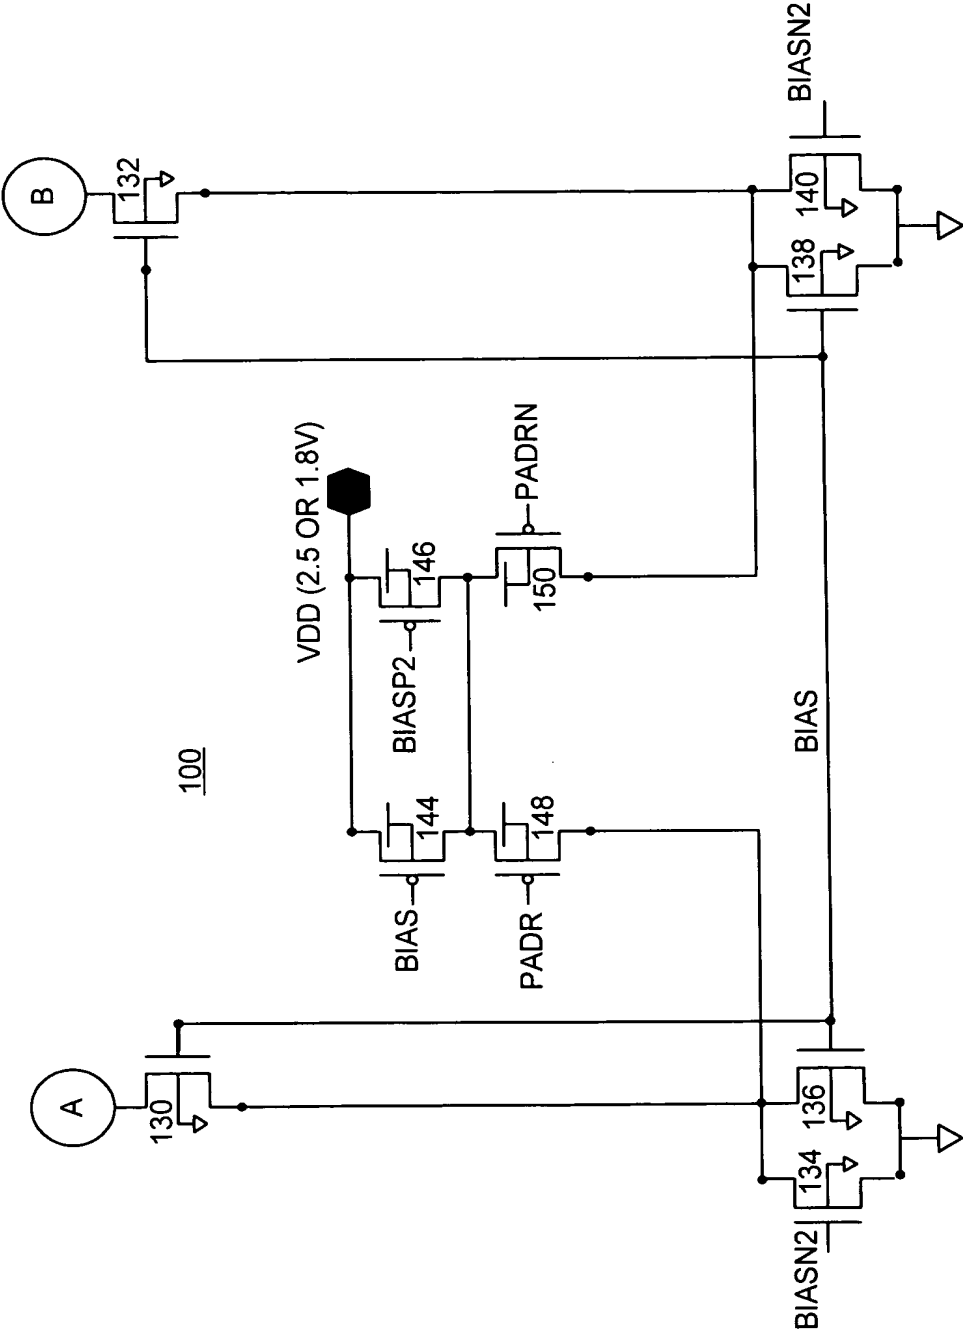 A
B
130
132
100
VDD (2.5 OR 1.8V)
BIAS
144
BIASP2
146
PADR
148
150
PADRN
BIASN2
134
136
BIAS
138
140
BIASN2